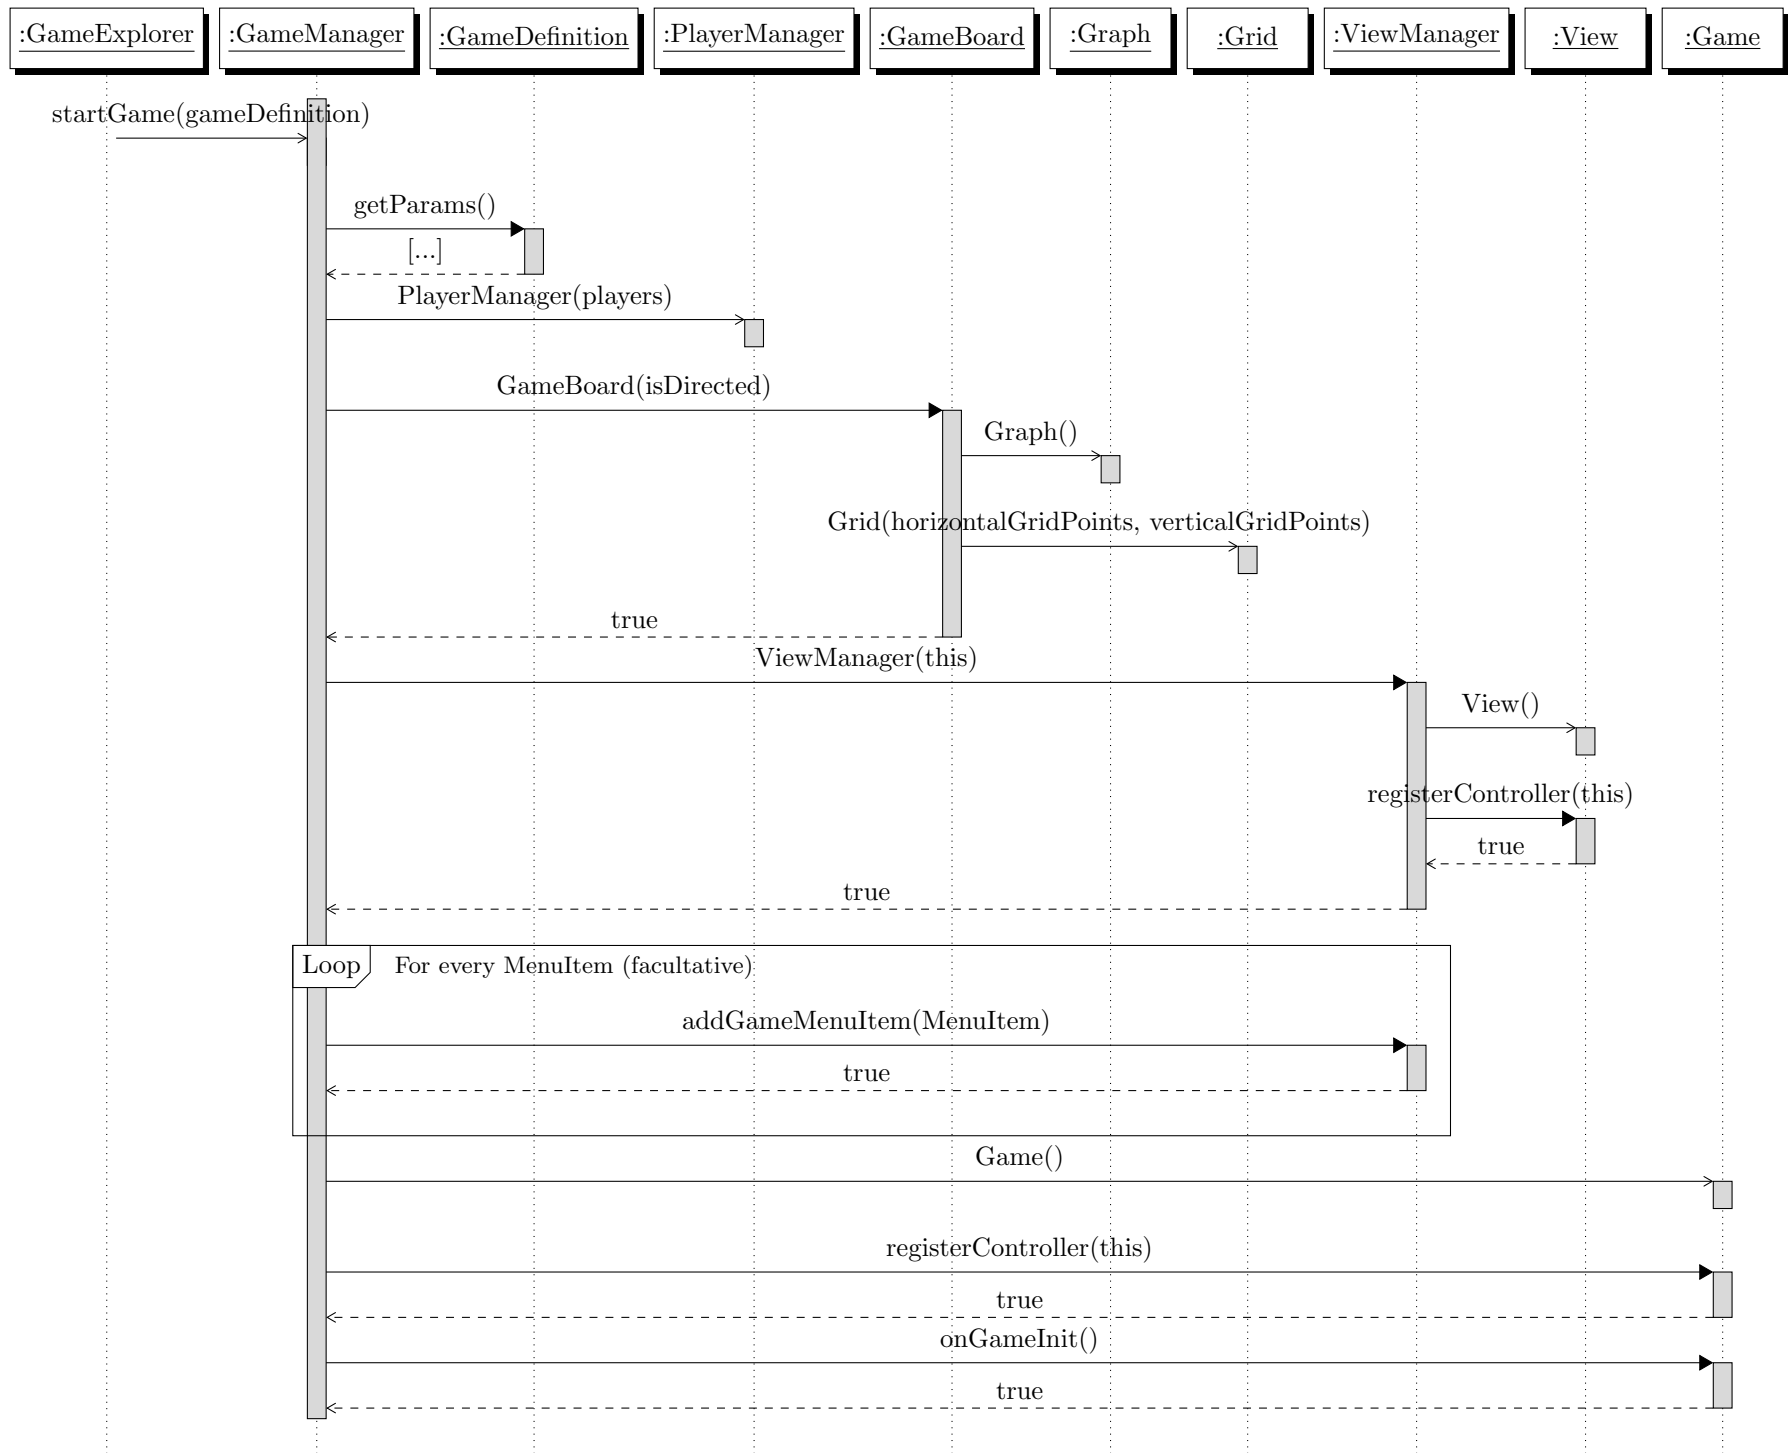 :GameExplorer :GameManager :GameDefinition :PlayerManager :GameBoard :Graph :Grid :ViewManager :View :Game
startGame(gameDefinition)
getParams()
[...]
PlayerManager(players)
GameBoard(isDirected)
Graph()
Grid(horizontalGridPoints, verticalGridPoints)
true
ViewManager(this)
View()
registerController(this)
true
true
Loop For every MenuItem (facultative)
addGameMenuItem(MenuItem)
true
Game()
registerController(this)
true
onGameInit()
true